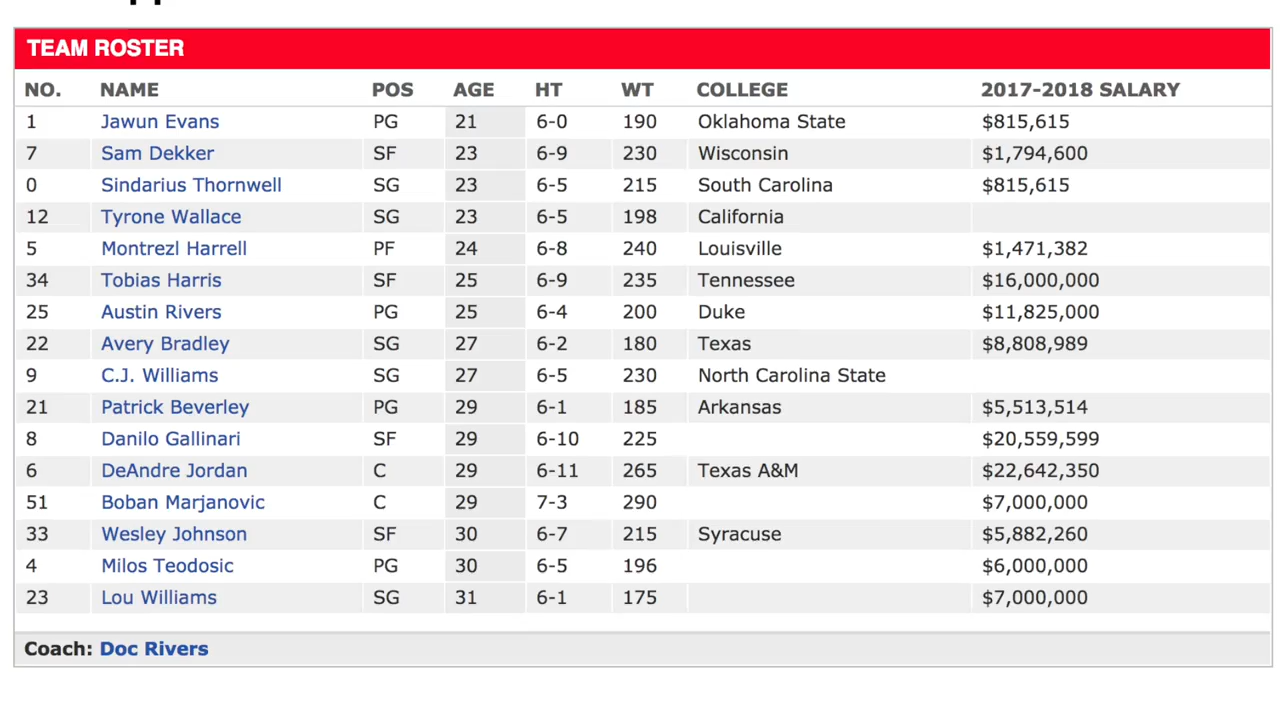 TEAM ROSTER
NO. NAME POS AGE HT WT COLLEGE 2017-2018 SALARY
1 Jawun Evans PG 21 6-0 190 Oklahoma State $815,615
7 Sam Dekker SF 23 6-9 230 Wisconsin $1,794,600
0 Sindarius Thornwell SG 23 6-5 215 South Carolina $815,615
12 Tyrone Wallace SG 23 6-5 198 California
5 Montrezl Harrell PF 24 6-8 240 Louisville $1,471,382
34 Tobias Harris SF 25 6-9 235 Tennessee $16,000,000
25 Austin Rivers PG 25 6-4 200 Duke $11,825,000
22 Avery Bradley SG 27 6-2 180 Texas $8,808,989
9 C.J. Williams SG 27 6-5 230 North Carolina State
21 Patrick Beverley PG 29 6-1 185 Arkansas $5,513,514
8 Danilo Gallinari SF 29 6-10 225 $20,559,599
6 DeAndre Jordan C 29 6-11 265 Texas A&M $22,642,350
51 Boban Marjanovic C 29 7-3 290 $7,000,000
33 Wesley Johnson SF 30 6-7 215 Syracuse $5,882,260
4 Milos Teodosic PG 30 6-5 196 $6,000,000
23 Lou Williams SG 31 6-1 175 $7,000,000
Coach: Doc Rivers